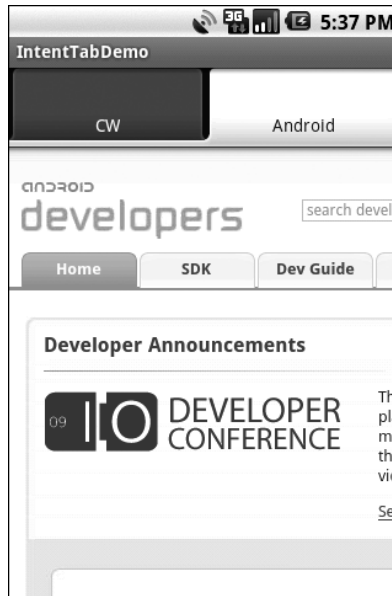 3G 5:37 PM
IntentTabDemo
CW Android
android
developers search devel
Home SDK Dev Guide
Developer Announcements
09 IO DEVELOPER
CONFERENCE
Th
pl
m
th
vi
Se